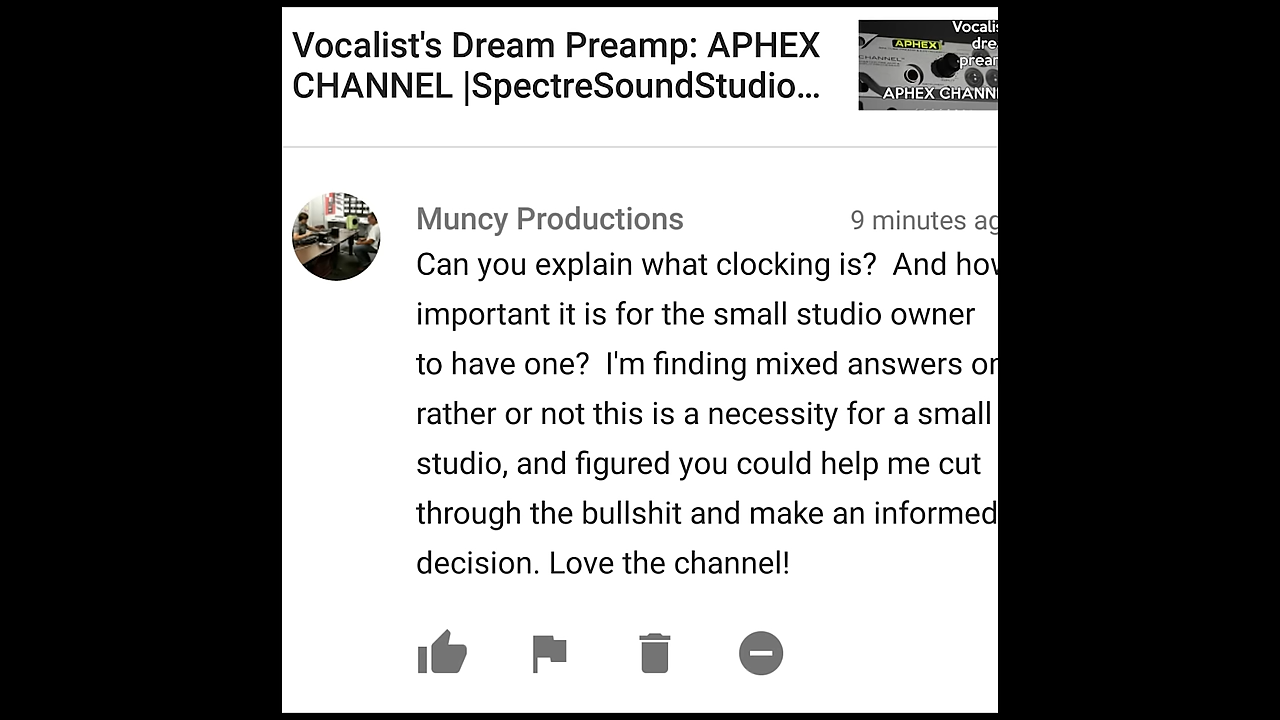 Vocalist's Dream Preamp: APHEX
CHANNEL |SpectreSoundStudio...
APHEX
CHANNEL
APHEX CHANN
Muncy Productions
9 minutes ag
Can you explain what clocking is?  And how
important it is for the small studio owner
to have one?  I'm finding mixed answers on
rather or not this is a necessity for a small
studio, and figured you could help me cut
through the bullshit and make an informed
decision. Love the channel!